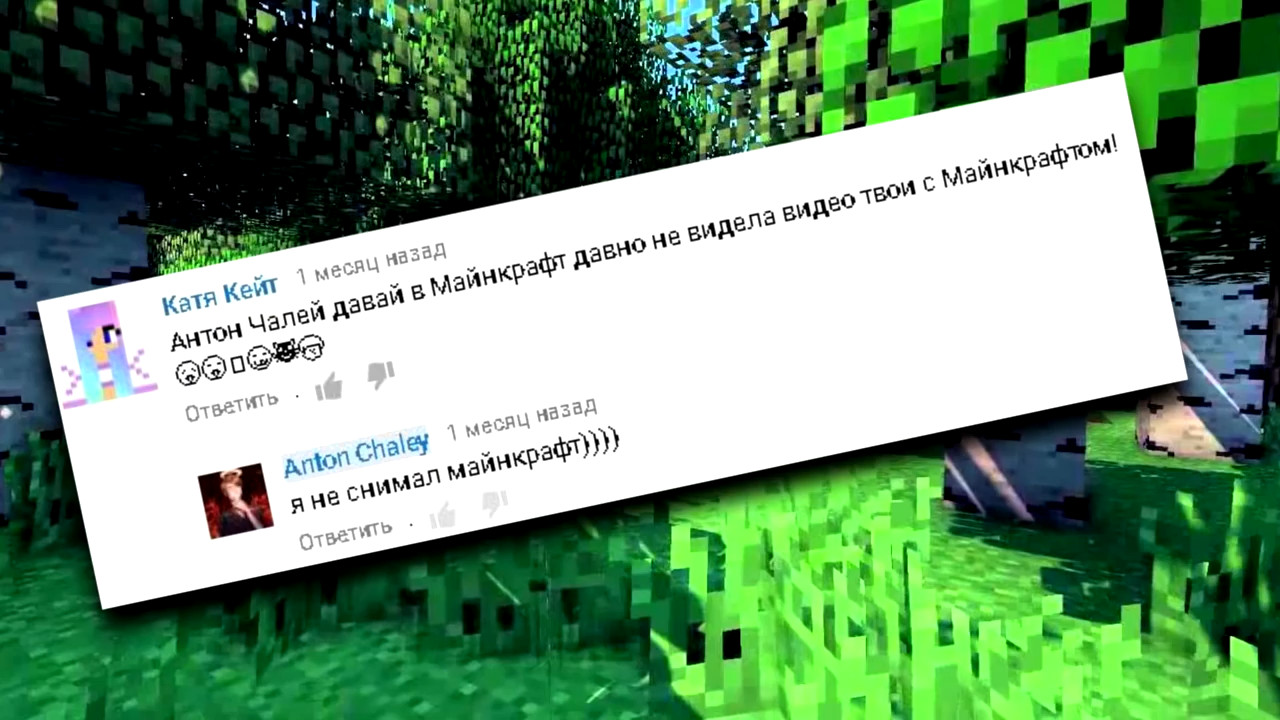 Катя Кейт 1 месяц назад
Антон Чалей давай в Майнкрафт давно не видела видео твои с Майнкрафтом!
Ответить ·
Anton Chaley 1 месяц назад
я не снимал майнкрафт))))
Ответить ·